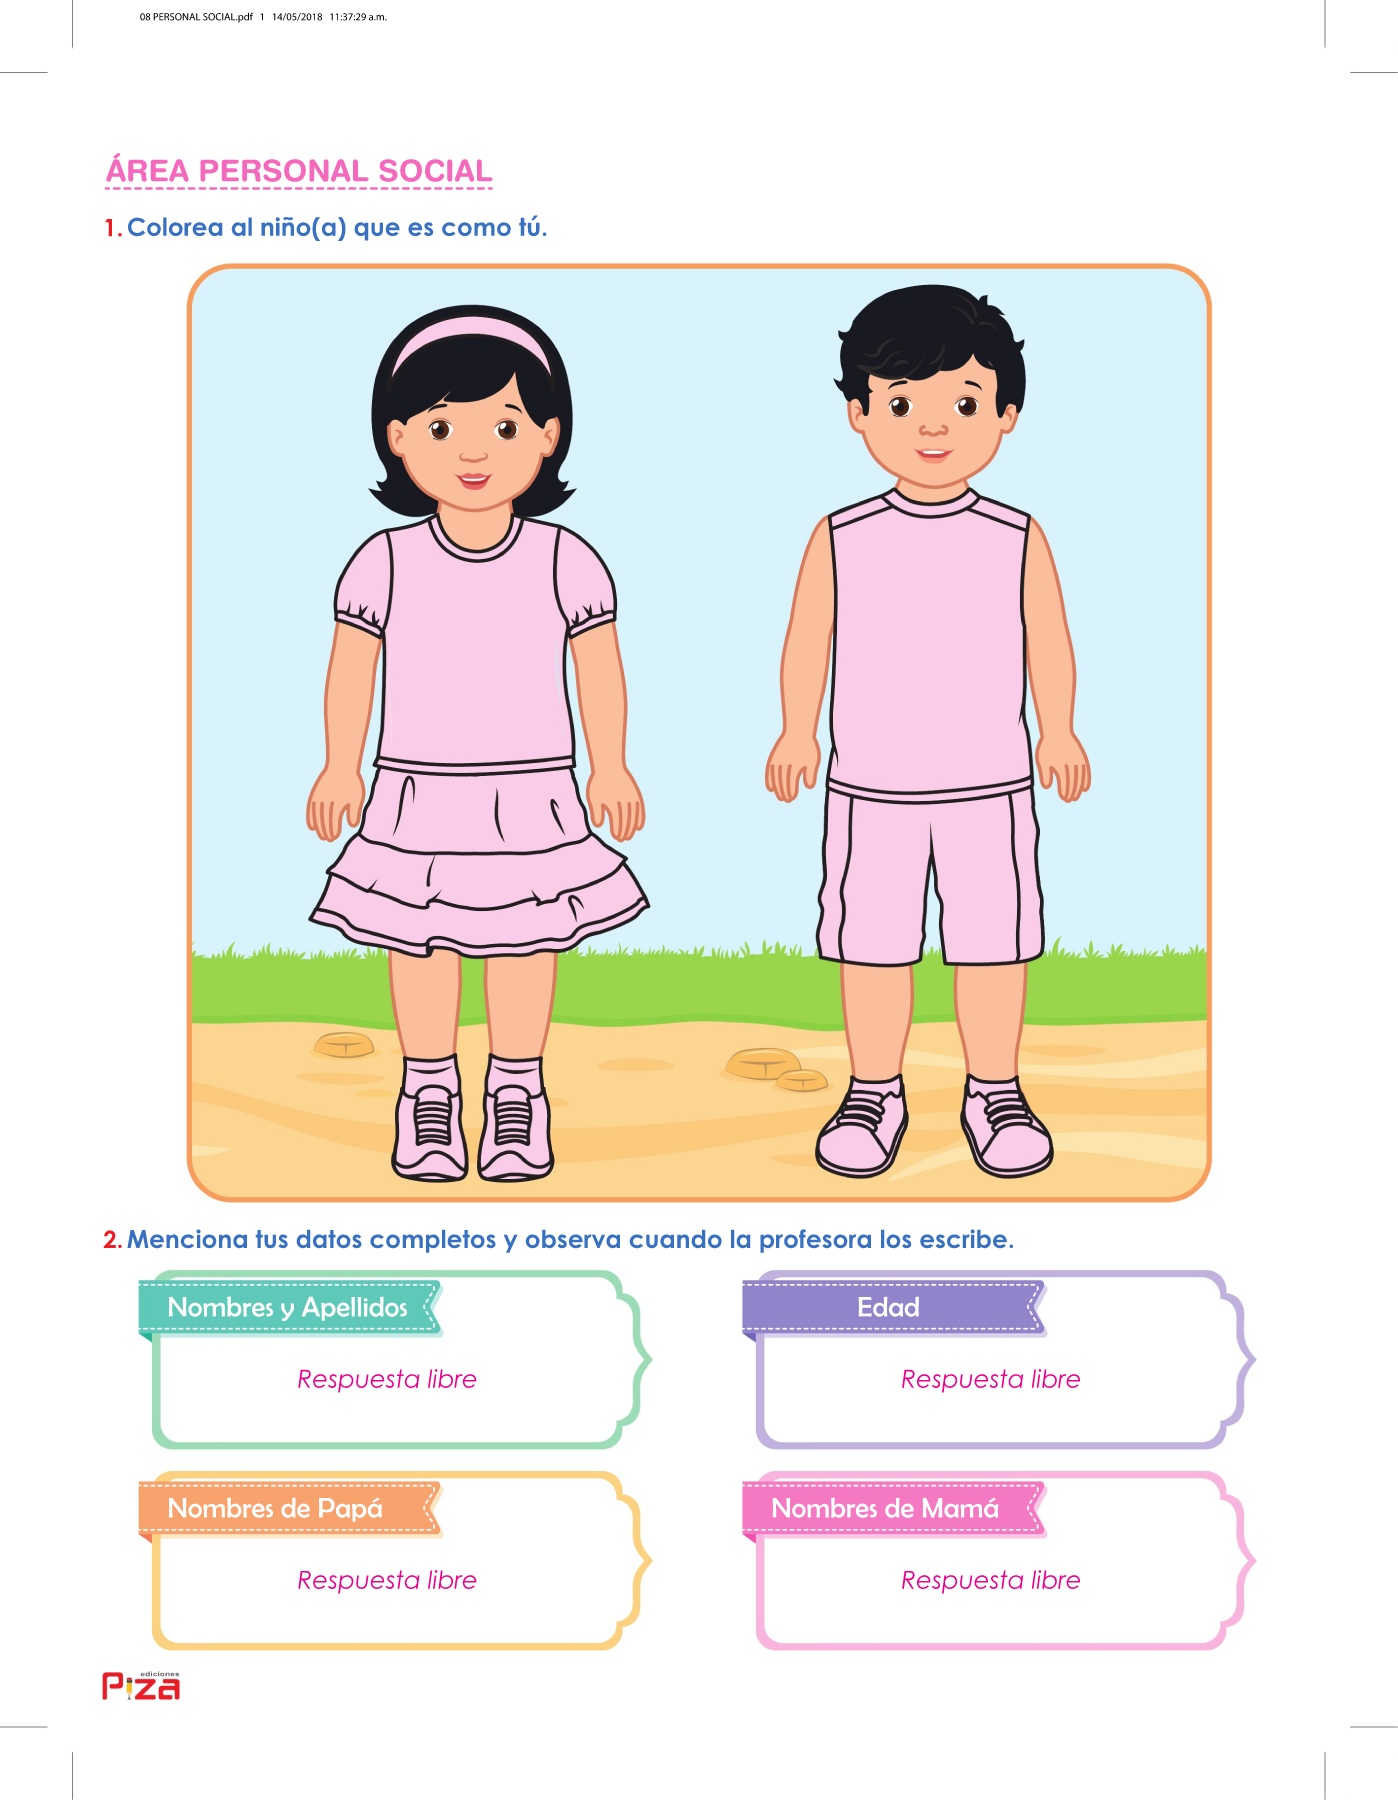 08 PERSONAL SOCIAL.pdf 1 14/05/2018 11:37:29 a.m.
ÁREA PERSONAL SOCIAL
1. Colorea al niño(a) que es como tú.
2. Menciona tus datos completos y observa cuando la profesora los escribe.
Nombres y Apellidos
Respuesta libre
Edad
Respuesta libre
Nombres de Papá
Respuesta libre
Nombres de Mamá
Respuesta libre
ediciones
Piza